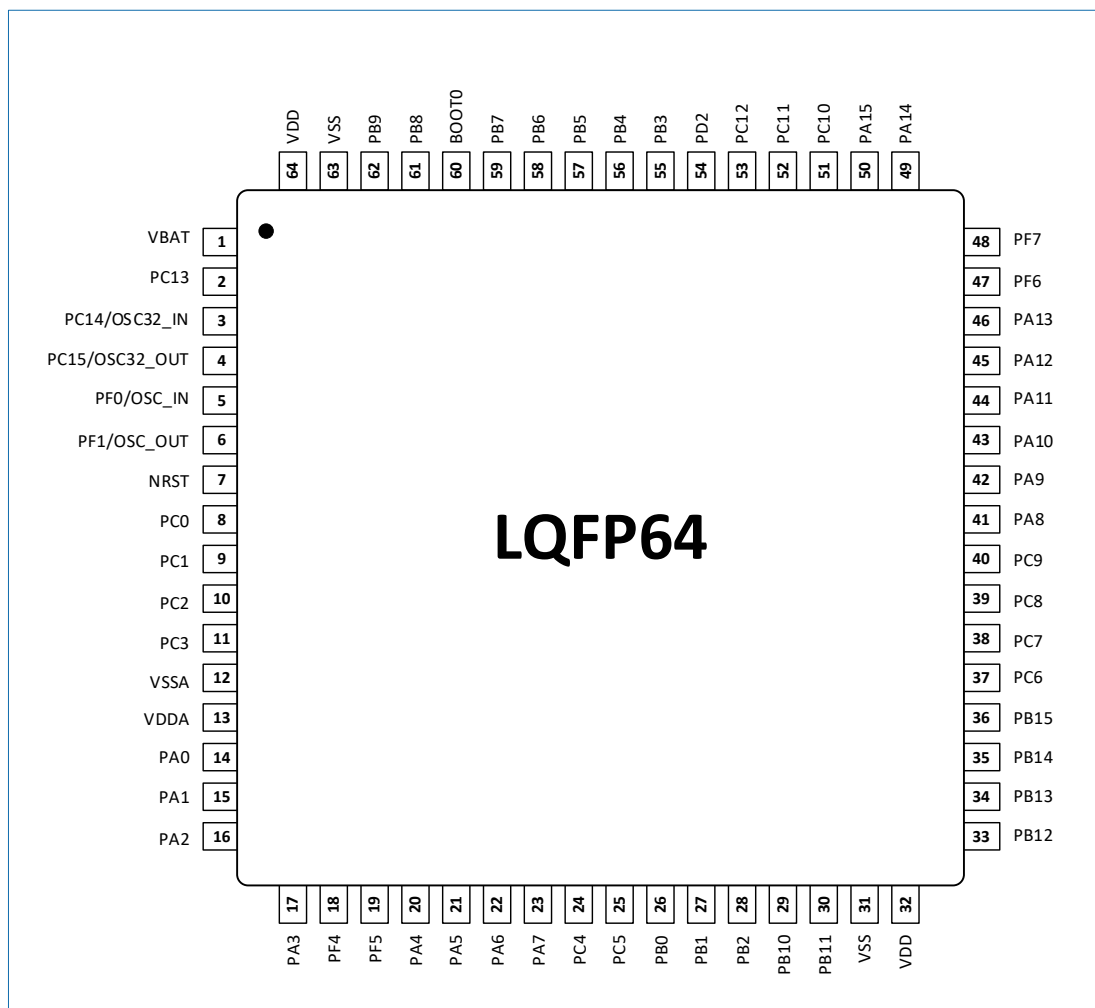 VDD VSS PB9 PB8 BOOT0 PB7 PB6 PB5 PB4 PB3 PD2 PC12 PC11 PC10 PA15 PA14
64 63 62 61 60 59 58 57 56 55 54 53 52 51 50 49
VBAT 1 48 PF7
PC13 2 47 PF6
PC14/OSC32_IN 3 46 PA13
PC15/OSC32_OUT 4 45 PA12
PF0/OSC_IN 5 44 PA11
PF1/OSC_OUT 6 43 PA10
NRST 7 42 PA9
PC0 8 41 PA8
LQFP64
PC1 9 40 PC9
PC2 10 39 PC8
PC3 11 38 PC7
VSSA 12 37 PC6
VDDA 13 36 PB15
PA0 14 35 PB14
PA1 15 34 PB13
PA2 16 33 PB12
17 18 19 20 21 22 23 24 25 26 27 28 29 30 31 32
PA3 PF4 PF5 PA4 PA5 PA6 PA7 PC4 PC5 PB0 PB1 PB2 PB10 PB11 VSS VDD